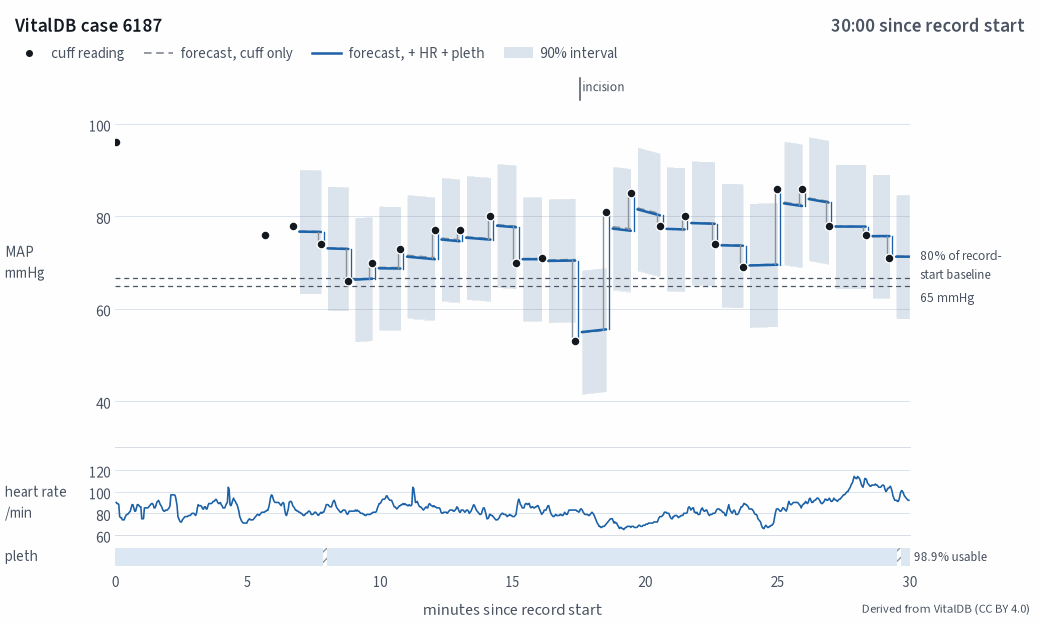 VitalDB case 6187
30:00 since record start
cuff reading
forecast, cuff only
forecast, + HR + pleth
90% interval
incision
100
80
60
40
MAP
mmHg
80% of record-
start baseline
65 mmHg
120
100
80
60
heart rate
/min
pleth
98.9% usable
0 5 10 15 20 25 30
minutes since record start
Derived from VitalDB (CC BY 4.0)